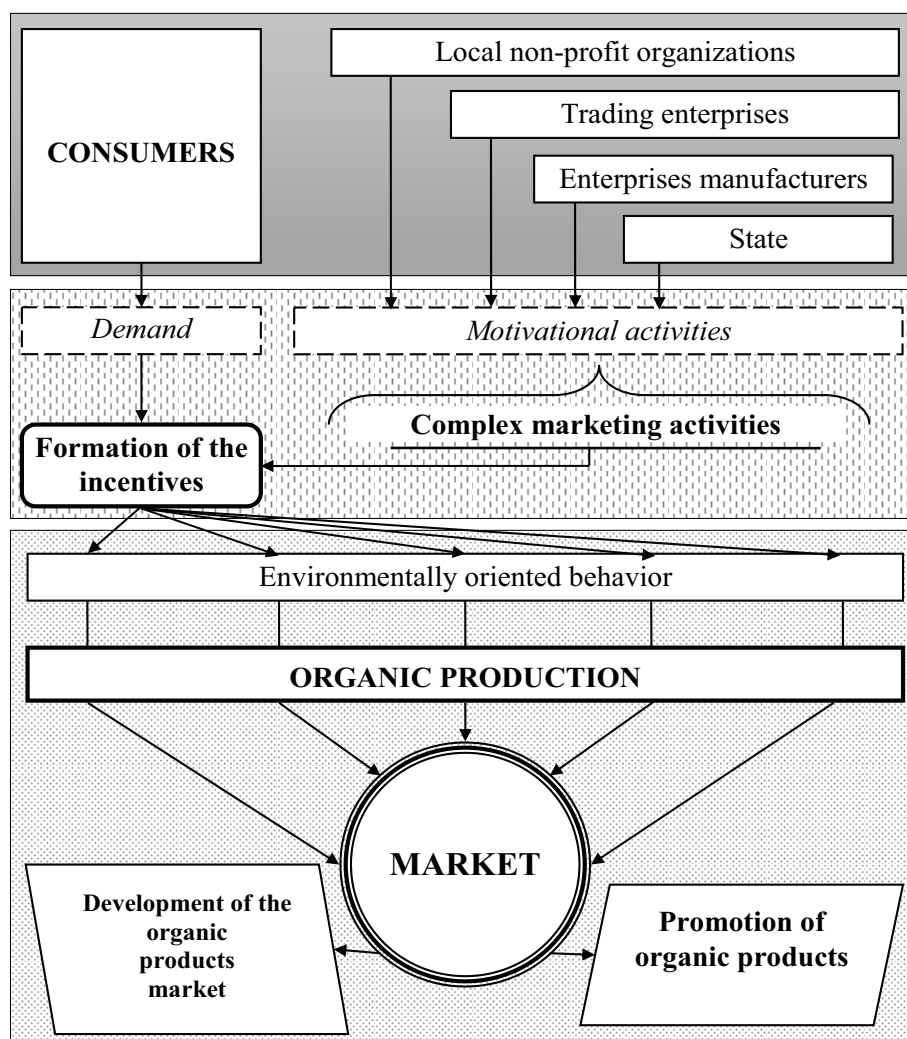 Local non-profit organizations
Trading enterprises
CONSUMERS
Enterprises manufacturers
State
Demand
Motivational activities
Complex marketing activities
Formation of the
incentives
Environmentally oriented behavior
ORGANIC PRODUCTION
MARKET
Development of the
organic
products
market
Promotion of
organic products